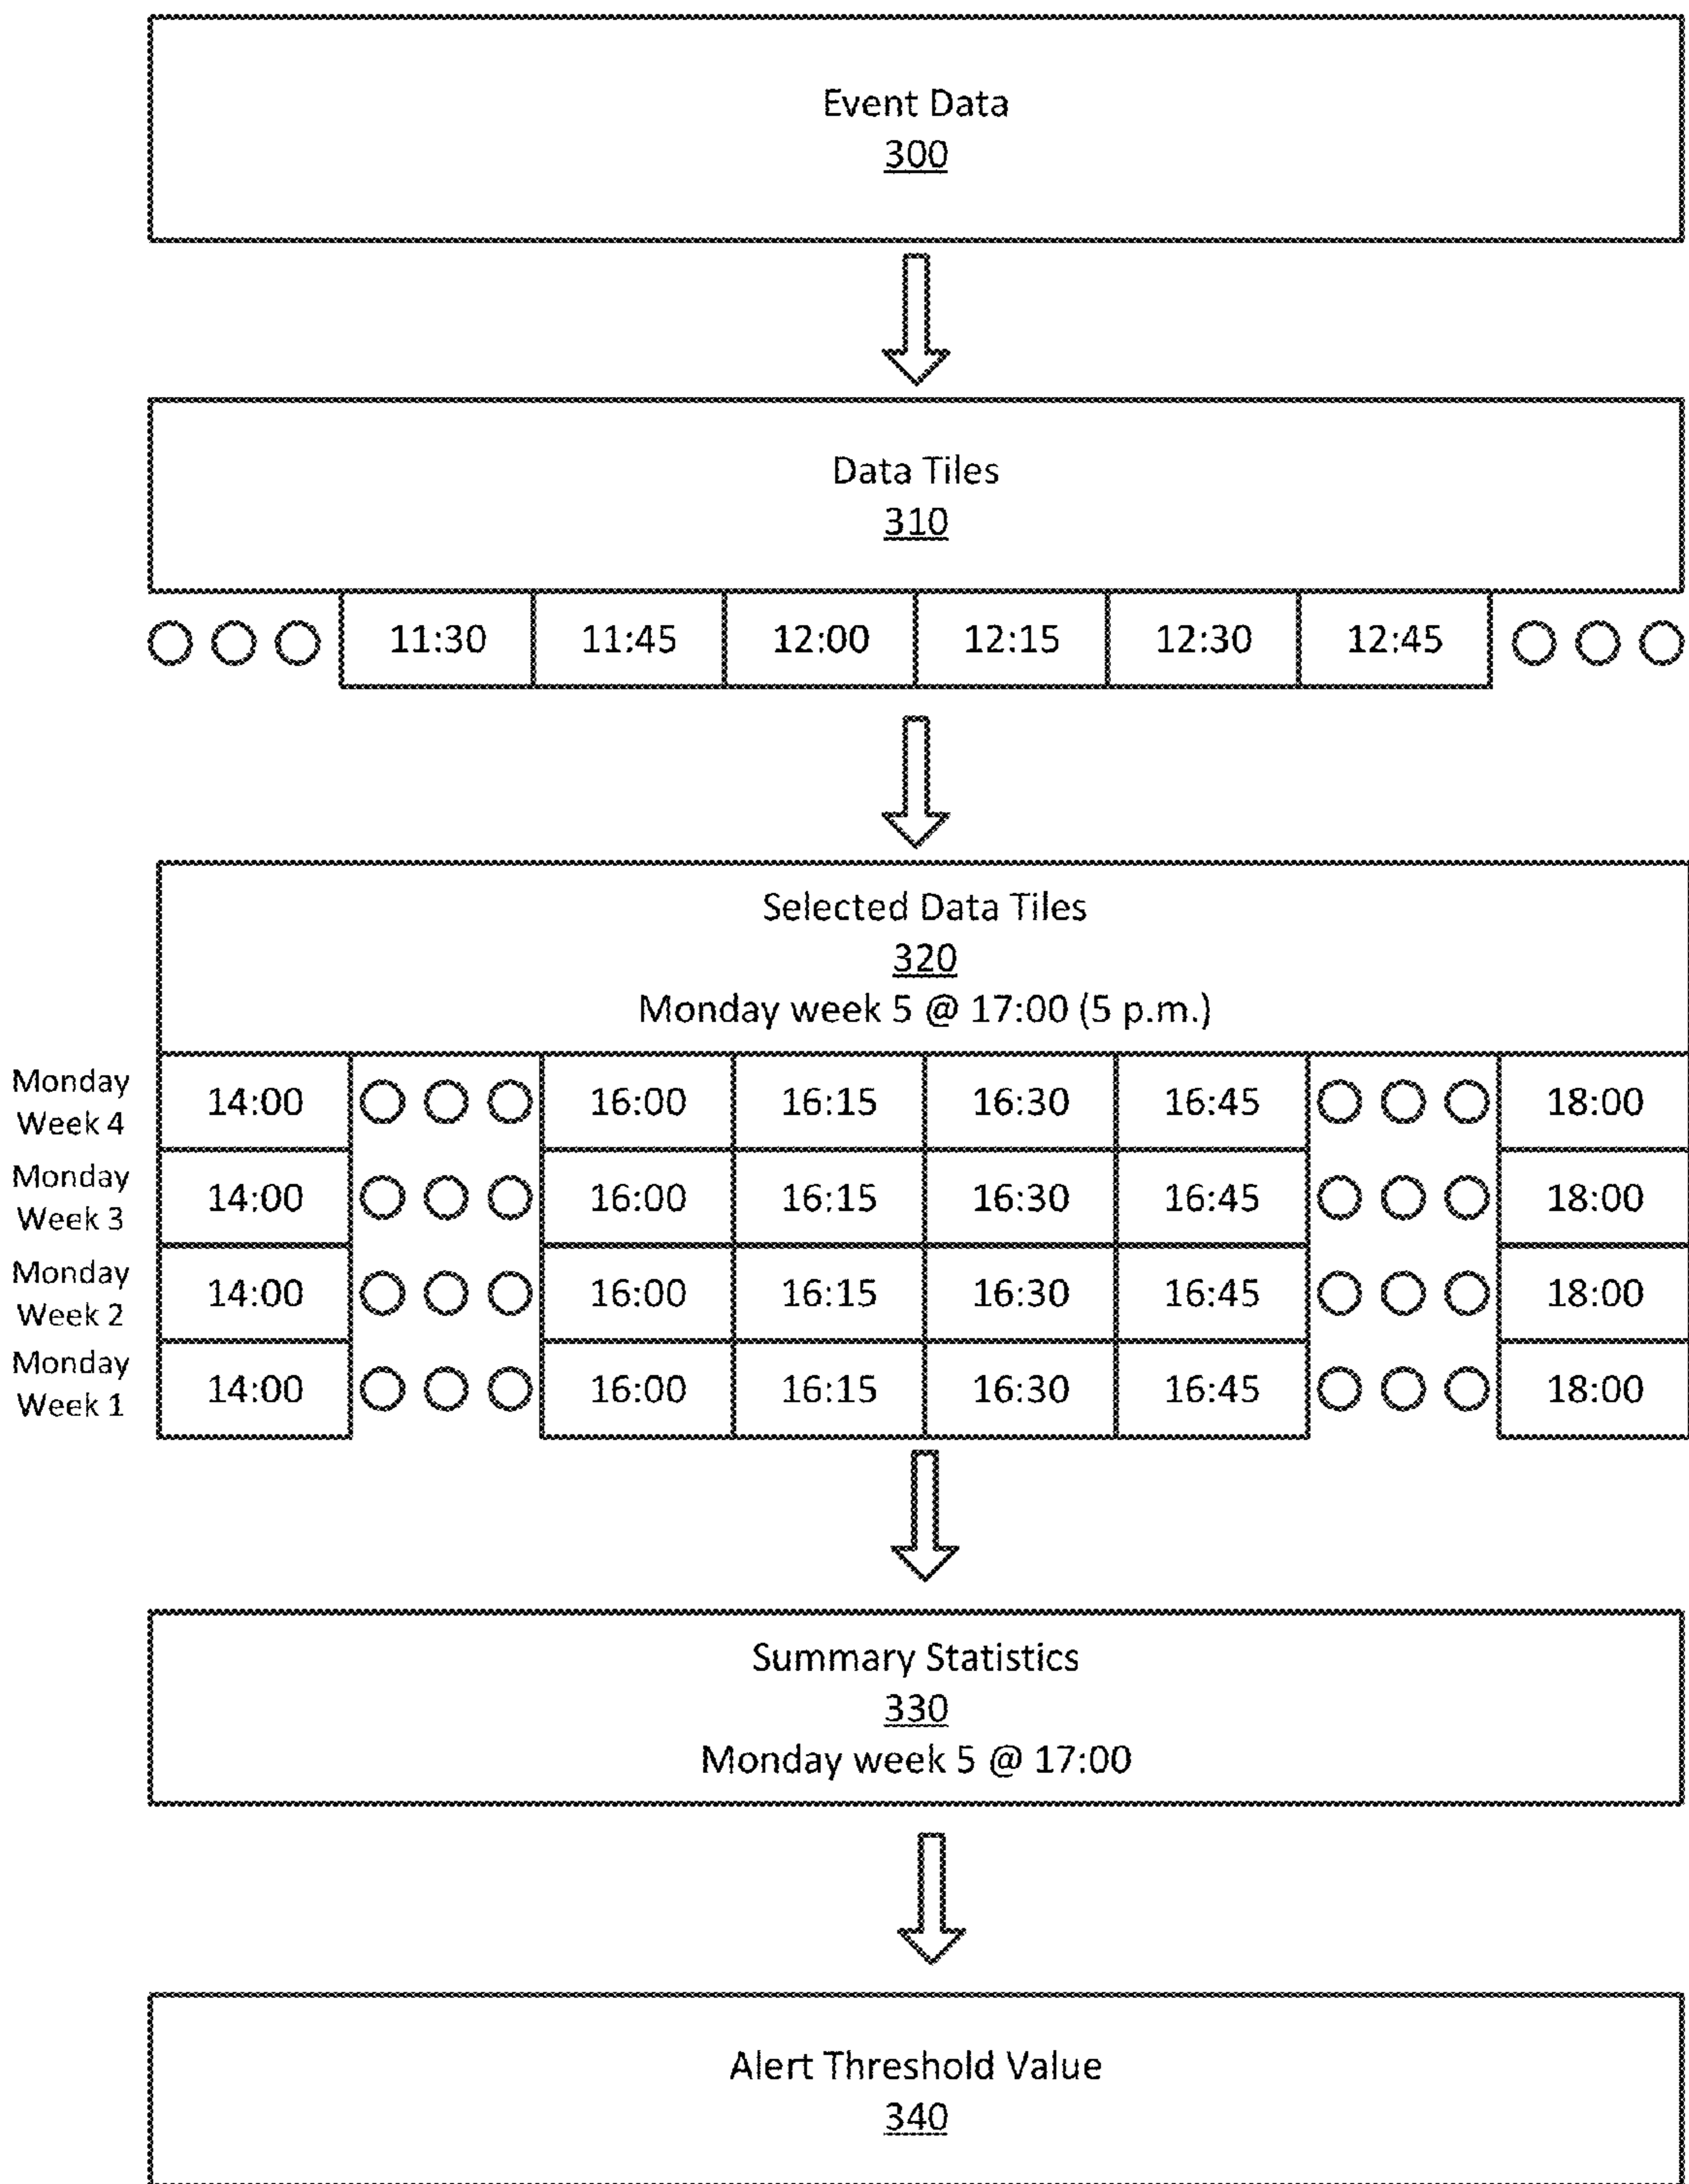 Event Data
300
Data Tiles
310
11:30 11:45 12:00 12:15 12:30 12:45
Selected Data Tiles
320
Monday week 5 @ 17:00 (5 p.m.)
Monday
Week 4
14:00 16:00 16:15 16:30 16:45 18:00
Monday
Week 3
14:00 16:00 16:15 16:30 16:45 18:00
Monday
Week 2
14:00 16:00 16:15 16:30 16:45 18:00
Monday
Week 1
14:00 16:00 16:15 16:30 16:45 18:00
Summary Statistics
330
Monday week 5 @ 17:00
Alert Threshold Value
340